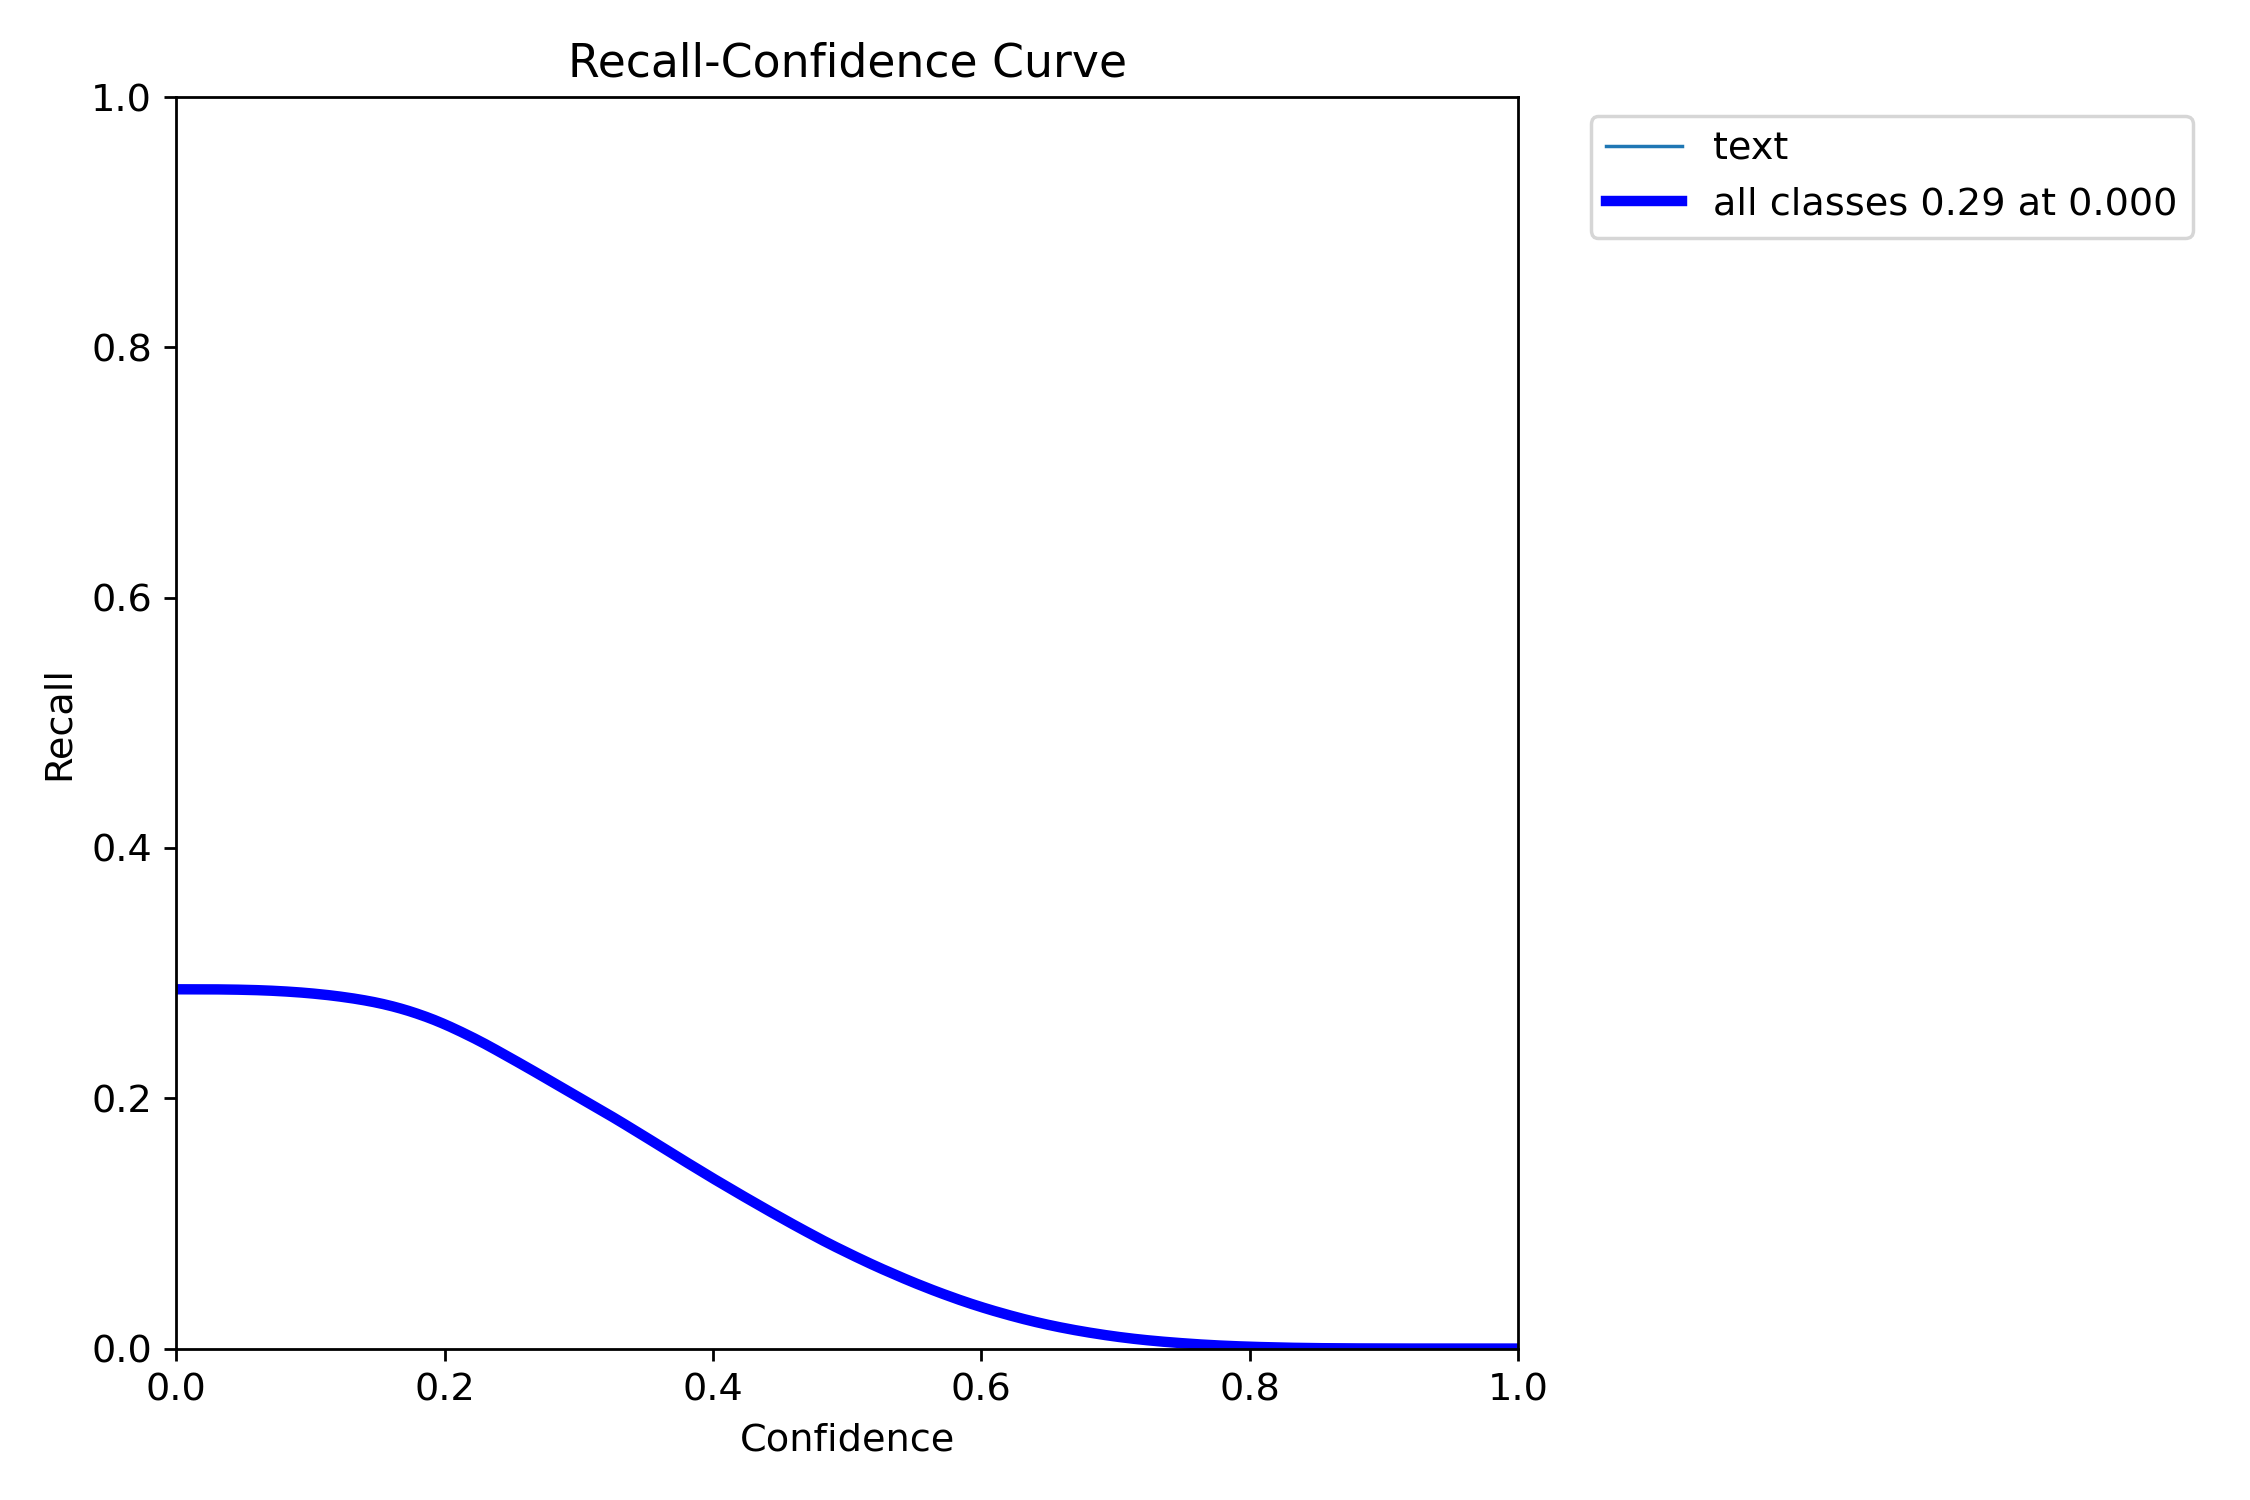 Recall-Confidence Curve
1.0
0.8
0.6
0.4
0.2
0.0
Recall
0.0 0.2 0.4 0.6 0.8 1.0
Confidence
text
all classes 0.29 at 0.000